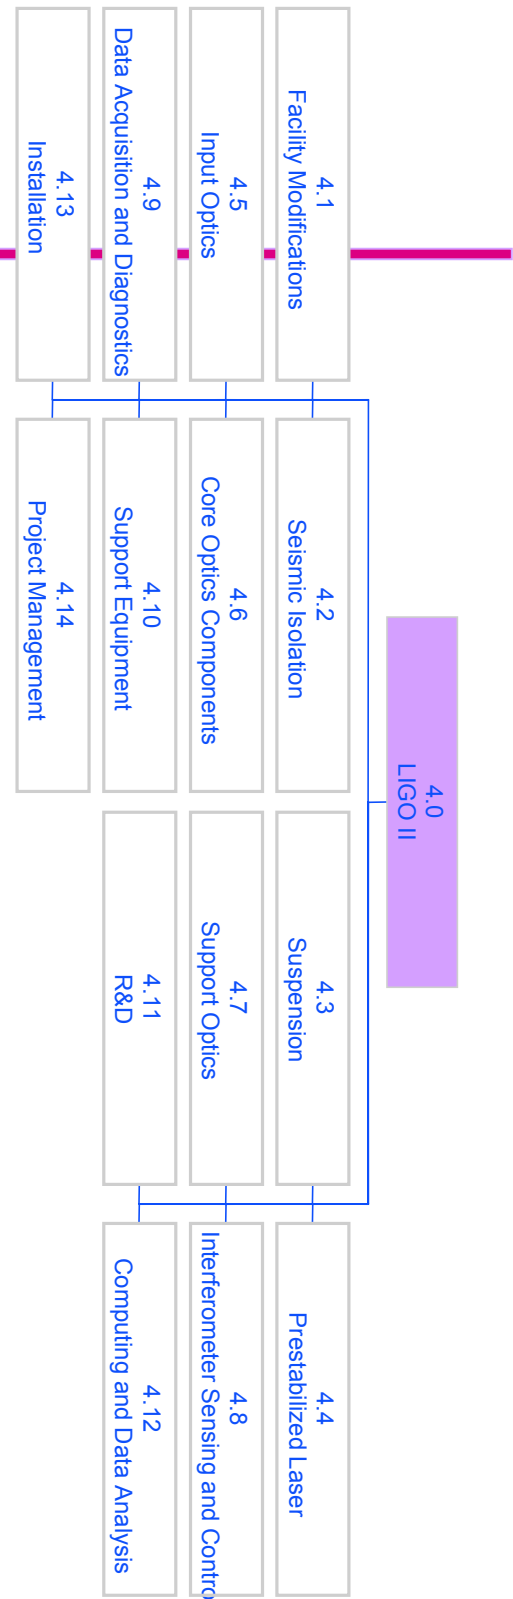 4.0
LIGO II
4.1
Facility Modifications
4.2
Seismic Isolation
4.3
Suspension
4.4
Prestabilized Laser
4.5
Input Optics
4.6
Core Optics Components
4.7
Support Optics
4.8
Interferometer Sensing and Contro
4.9
Data Acquisition and Diagnostics
4.10
Support Equipment
4.11
R&D
4.12
Computing and Data Analysis
4.13
Installation
4.14
Project Management